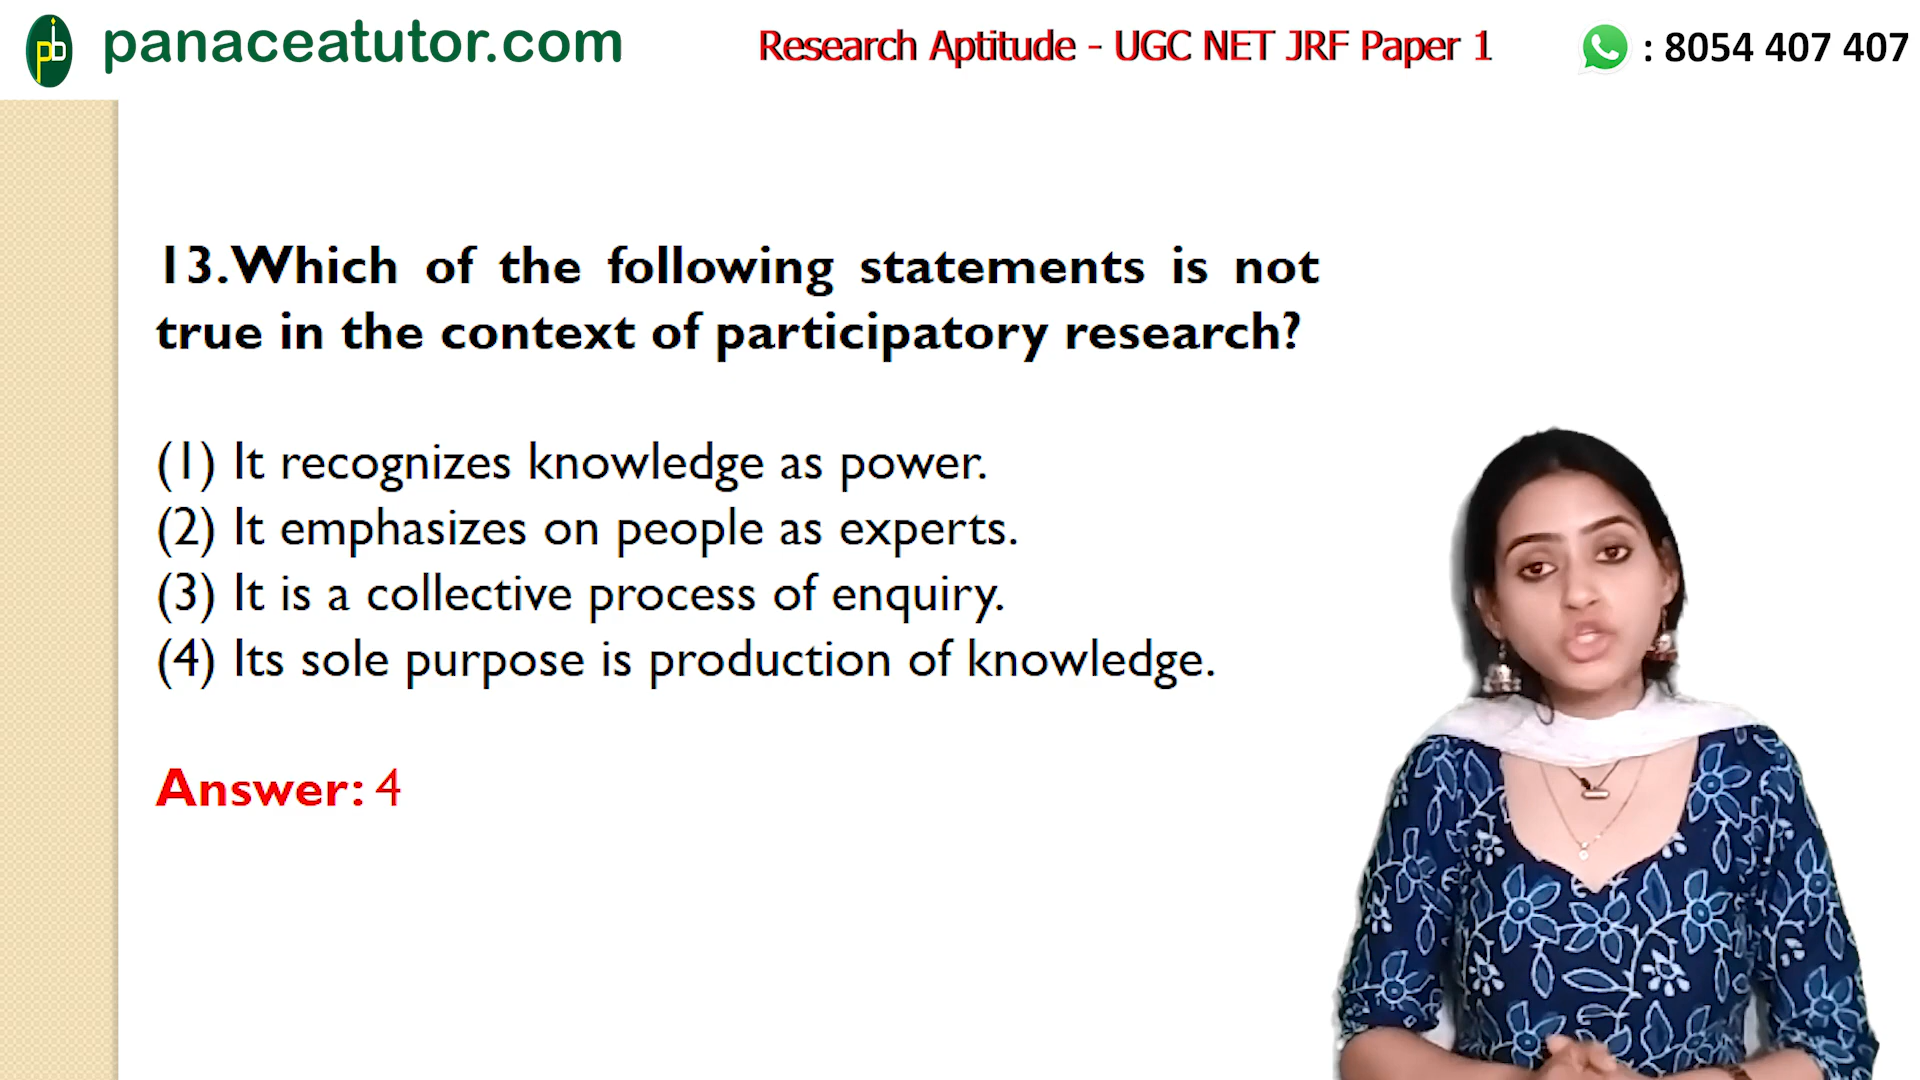 pb panaceatutor.com
Research Aptitude - UGC NET JRF Paper 1
: 8054 407 407
13.Which of the following statements is not
true in the context of participatory research?
(1) It recognizes knowledge as power.
(2) It emphasizes on people as experts.
(3) It is a collective process of enquiry.
(4) Its sole purpose is production of knowledge.
Answer: 4